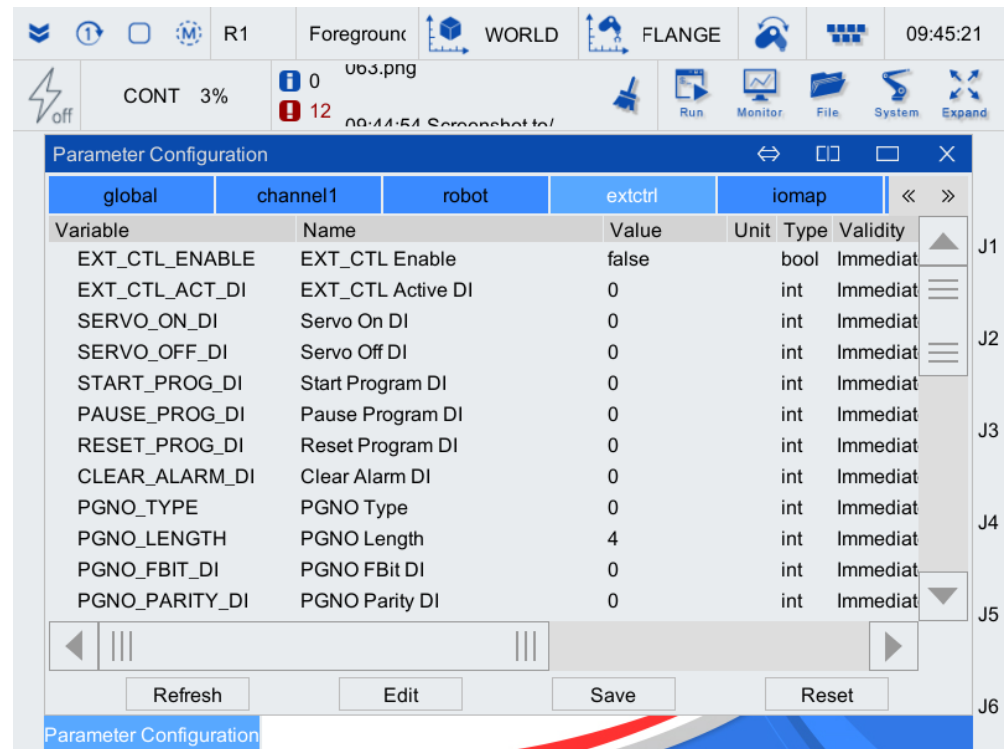 1 M R1 Foreground WORLD FLANGE 09:45:21
off CONT 3% 0 063.png
12 09:44:54 Screenshot to/
Run Monitor File System Expand
Parameter Configuration
global channel1 robot extctrl iomap « »
Variable Name Value Unit Type Validity
EXT_CTL_ENABLE EXT_CTL Enable false bool Immediat
EXT_CTL_ACT_DI EXT_CTL Active DI 0 int Immediat
SERVO_ON_DI Servo On DI 0 int Immediat
SERVO_OFF_DI Servo Off DI 0 int Immediat
START_PROG_DI Start Program DI 0 int Immediat
PAUSE_PROG_DI Pause Program DI 0 int Immediat
RESET_PROG_DI Reset Program DI 0 int Immediat
CLEAR_ALARM_DI Clear Alarm DI 0 int Immediat
PGNO_TYPE PGNO Type 0 int Immediat
PGNO_LENGTH PGNO Length 4 int Immediat
PGNO_FBIT_DI PGNO FBit DI 0 int Immediat
PGNO_PARITY_DI PGNO Parity DI 0 int Immediat
J1
J2
J3
J4
J5
J6
Refresh Edit Save Reset
Parameter Configuration